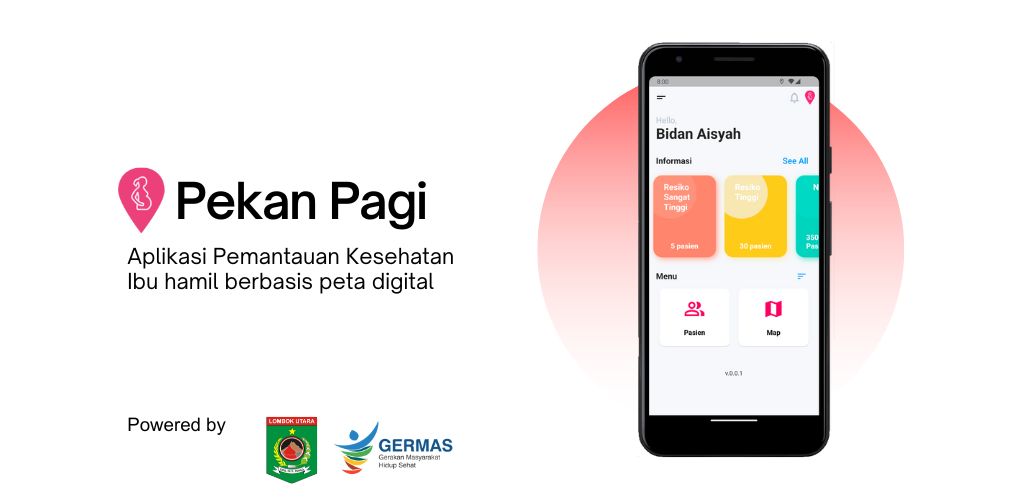 Pekan Pagi
Aplikasi Pemantauan Kesehatan
Ibu hamil berbasis peta digital
Powered by
LOMBOK UTARA
GERMAS
Gerakan Masyarakat
Hidup Sehat
8:00
Hello,
Bidan Aisyah
Informasi
See All
Resiko
Sangat
Tinggi
5 pasien
Resiko
Tinggi
30 pasien
N
350
Pas
Menu
Pasien
Map
v.0.0.1